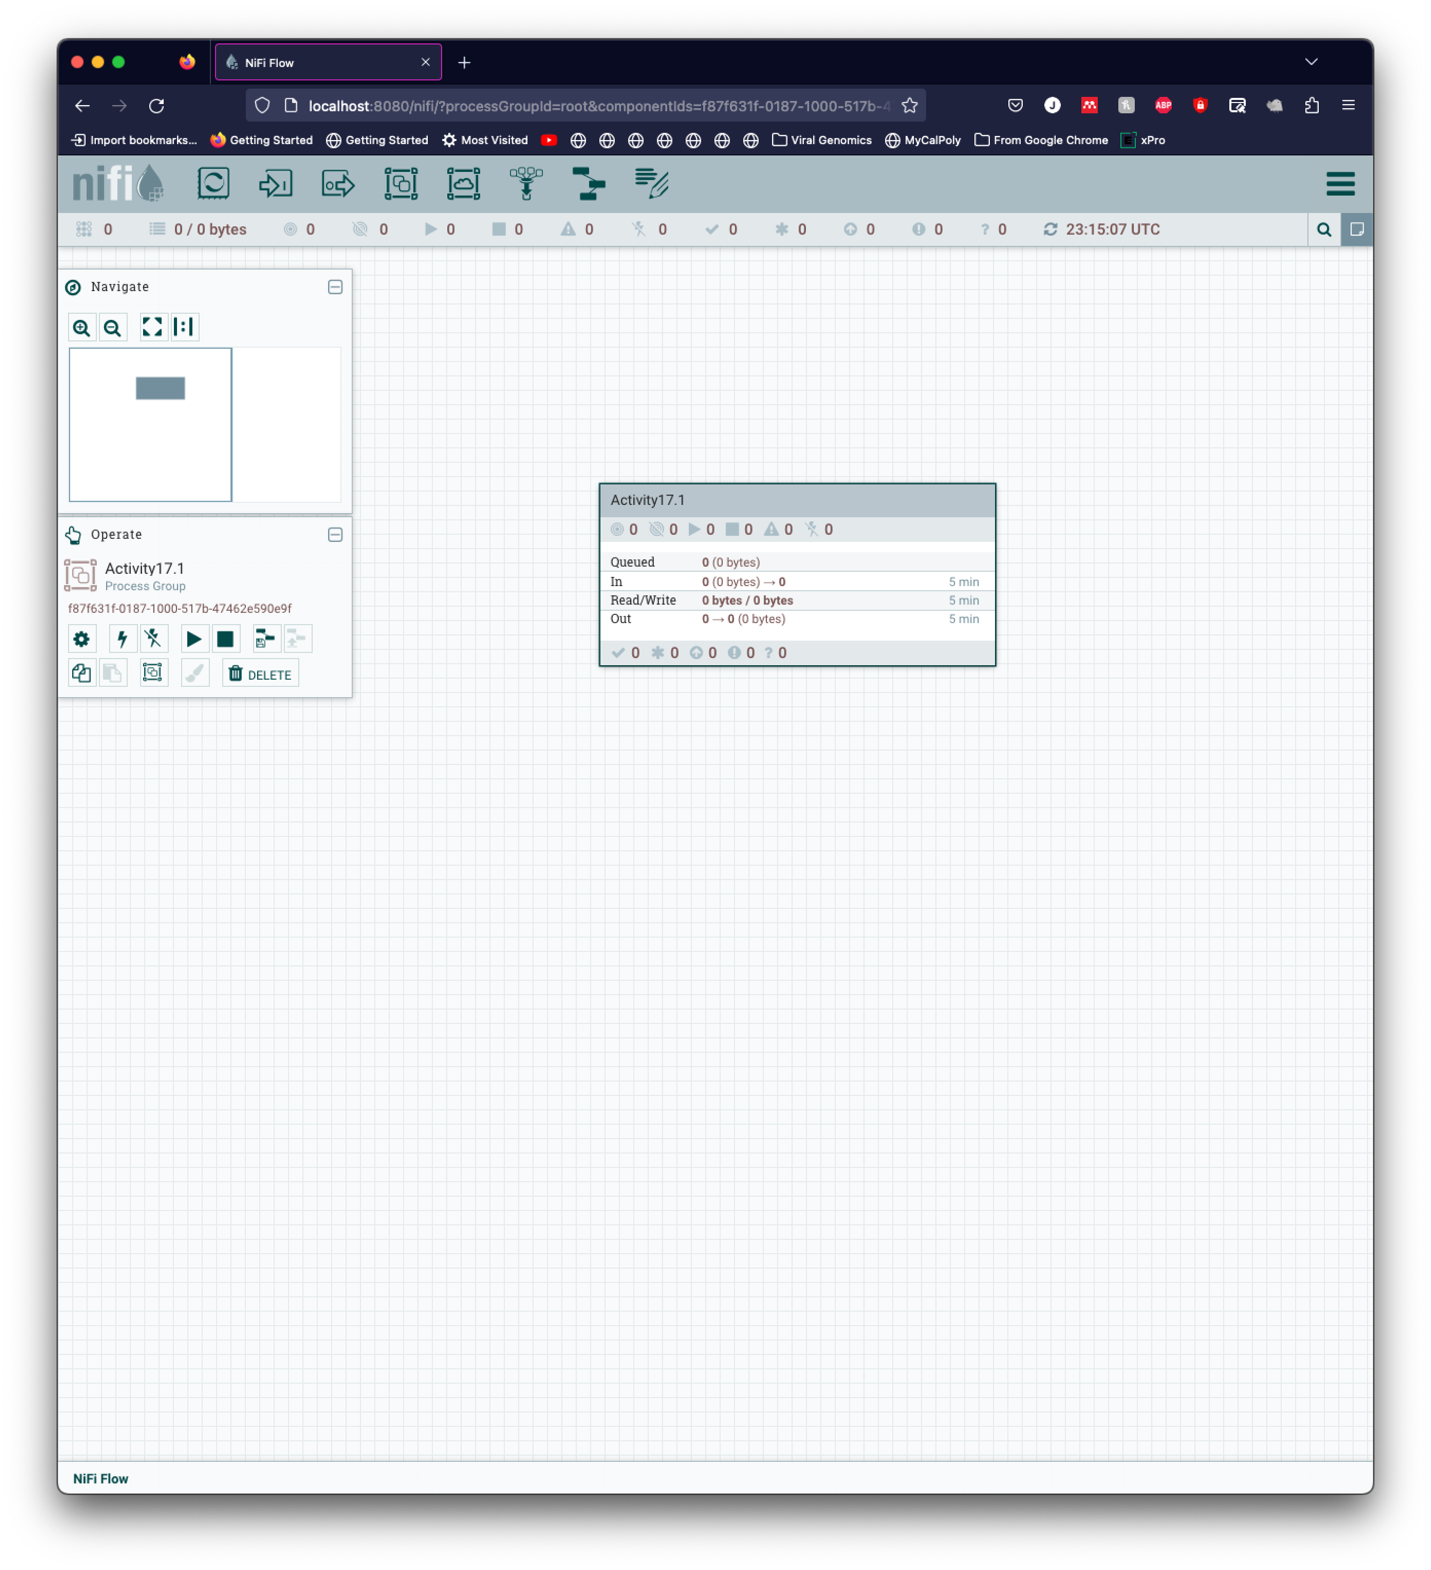 NiFi Flow
localhost:8080/nifi/?processGroupId=root&componentIds=f87f631f-0187-1000-517b-4
Import bookmarks... Getting Started Getting Started Most Visited Viral Genomics MyCalPoly From Google Chrome xPro
nifi
0 0 / 0 bytes 0 0 0 0 0 0 0 0 0 0 ? 0 23:15:07 UTC
Navigate
Operate
Activity17.1
Process Group
f87f631f-0187-1000-517b-47462e590e9f
DELETE
Activity17.1
0 0 0 0 0 0
Queued 0 (0 bytes)
In 0 (0 bytes) → 0 5 min
Read/Write 0 bytes / 0 bytes 5 min
Out 0 → 0 (0 bytes) 5 min
0 0 0 0 ? 0
NiFi Flow